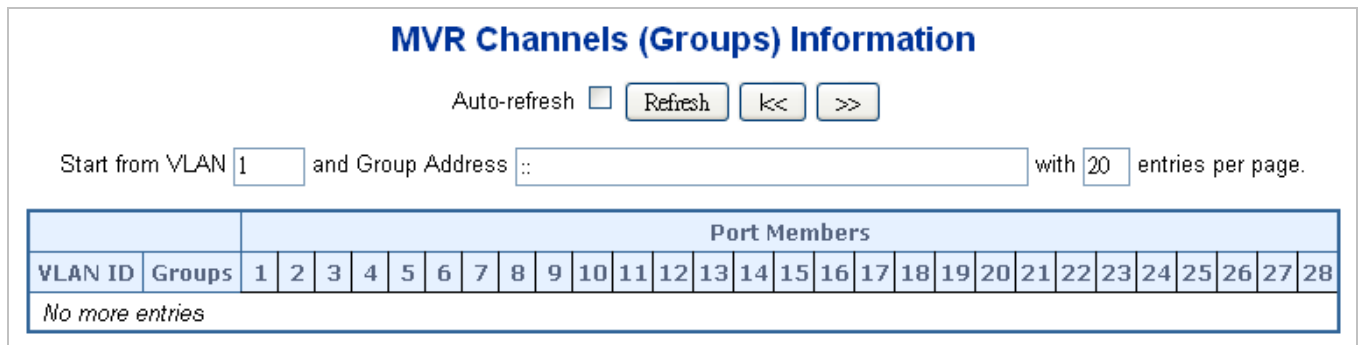 MVR Channels (Groups) Information
Auto-refresh Refresh |<< >>
Start from VLAN 1 and Group Address :: with 20 entries per page.
Port Members
VLAN ID Groups 1 2 3 4 5 6 7 8 9 10 11 12 13 14 15 16 17 18 19 20 21 22 23 24 25 26 27 28
No more entries